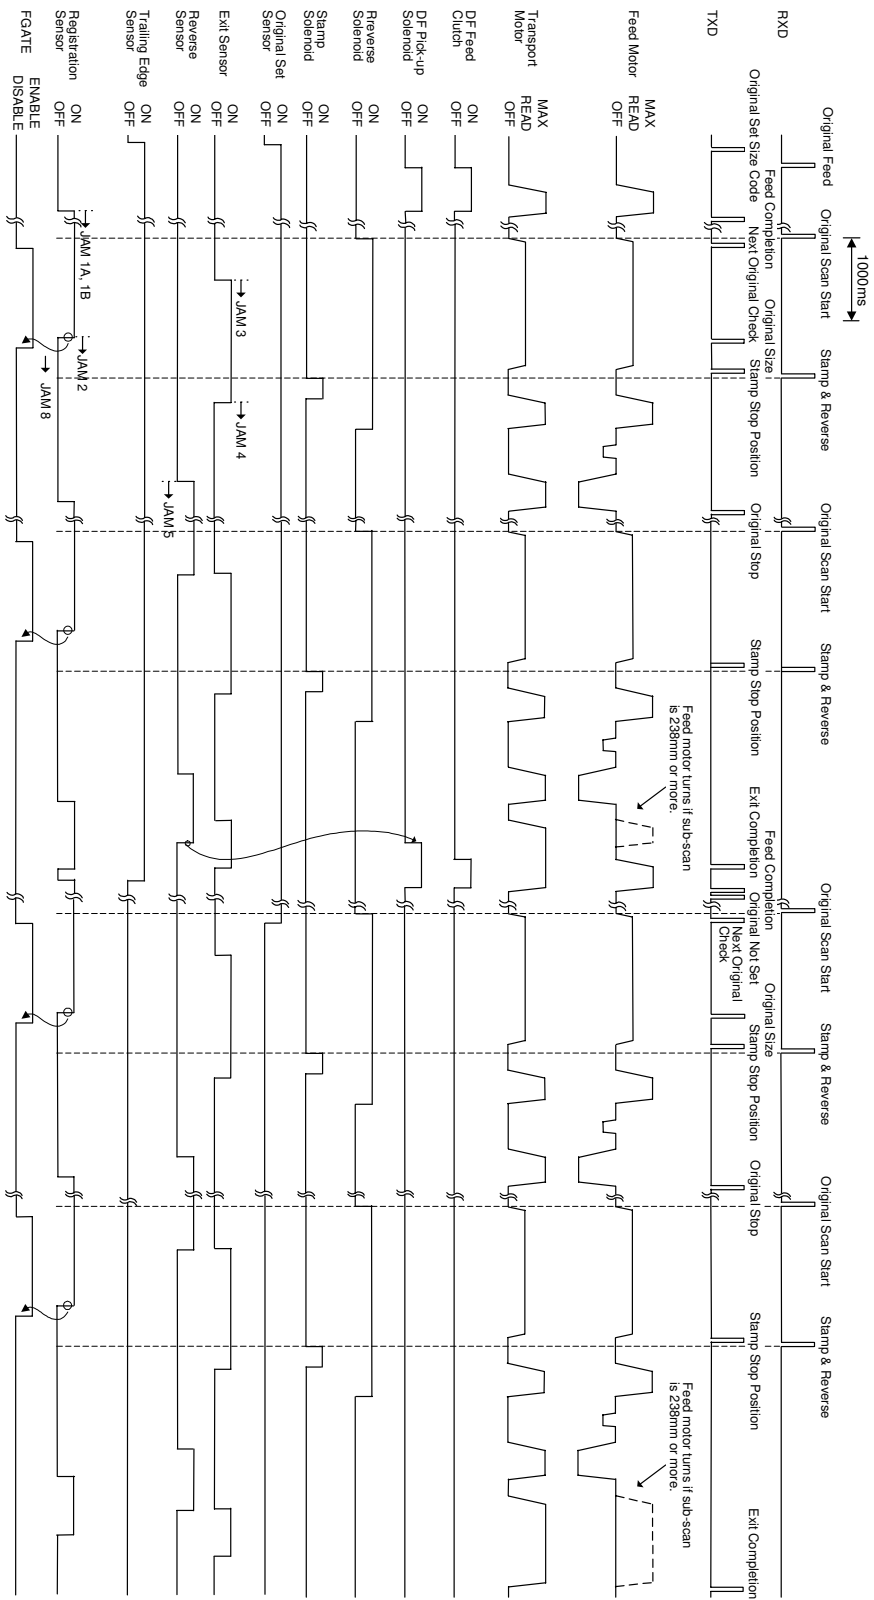 1000ms
Original Feed
Original Scan Start
Stamp & Reverse
Original Scan Start
Stamp & Reverse
Original Scan Start
Stamp & Reverse
Original Scan Start
Stamp & Reverse
RXD
Feed Completion
Original Size
Feed Completion
Original Size
Original Set Size Code
Next Original Check
Stamp Stop Position
Original Stop
Stamp Stop Position
Exit Completion
Original Not Set
Next Original
Check
Stamp Stop Position
Original Stop
Stamp Stop Position
Exit Completion
TXD
Feed motor turns if sub-scan
is 238mm or more.
Feed motor turns if sub-scan
is 238mm or more.
Feed Motor
MAX
READ
OFF
Transport
Motor
MAX
READ
OFF
DF Feed
Clutch
ON
OFF
DF Pick-up
Solenoid
ON
OFF
Rreverse
Solenoid
ON
OFF
Stamp
Solenoid
ON
OFF
Original Set
Sensor
ON
OFF
Exit Sensor
ON
OFF
JAM 3
JAM 4
Reverse
Sensor
ON
OFF
JAM 5
Trailing Edge
Sensor
ON
OFF
Registration
Sensor
ON
OFF
JAM 1A, 1B
JAM 2
JAM 8
FGATE
ENABLE
DISABLE